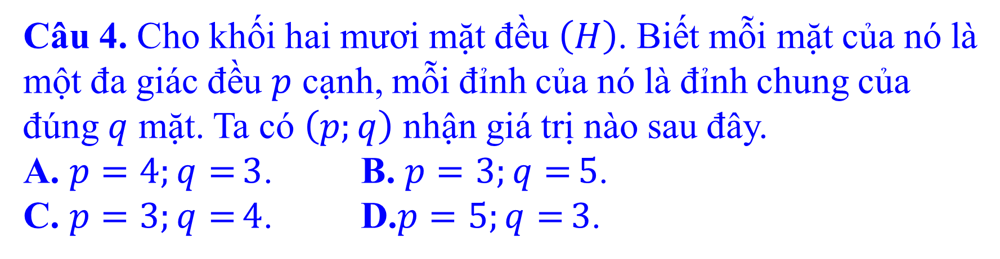 Câu 4. Cho khối hai mươi mặt đều (H). Biết mỗi mặt của nó là
một đa giác đều p cạnh, mỗi đỉnh của nó là đỉnh chung của
đúng q mặt. Ta có (p; q) nhận giá trị nào sau đây.
A. p = 4; q = 3. B. p = 3; q = 5.
C. p = 3; q = 4. D.p = 5; q = 3.